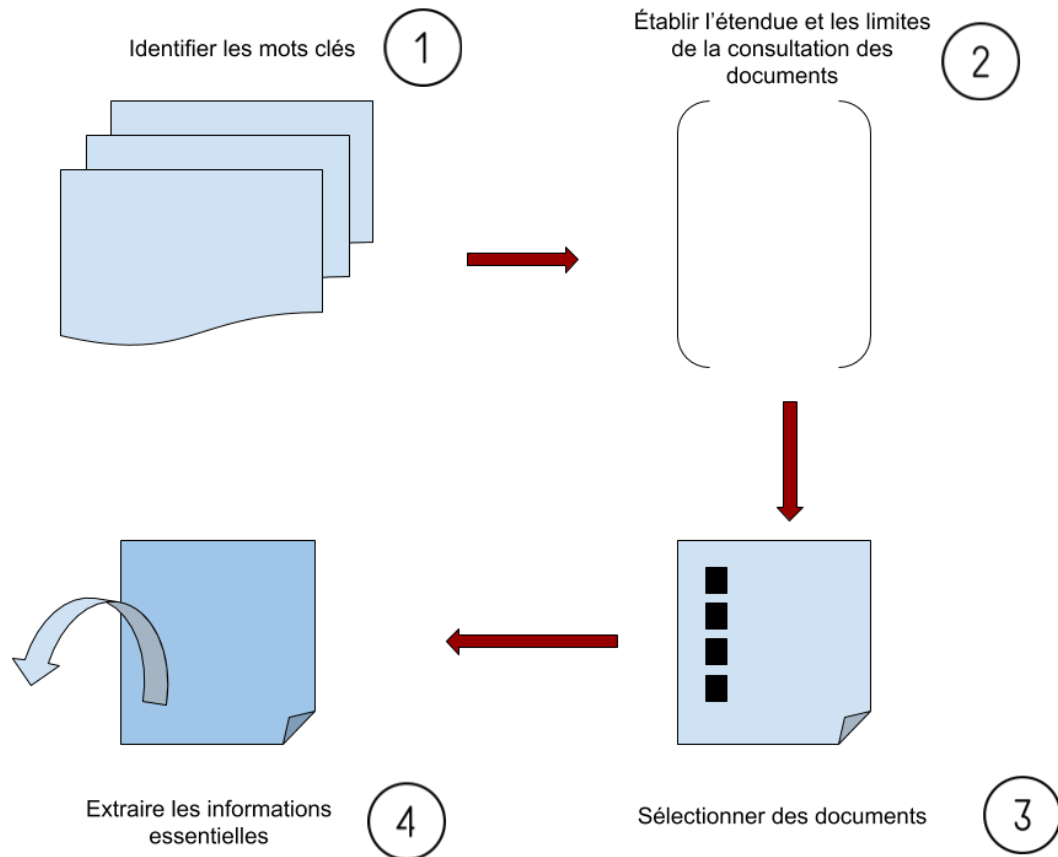 Identifier les mots clés
1
Établir l’étendue et les limites
de la consultation des
documents
2
Sélectionner des documents
3
Extraire les informations
essentielles
4